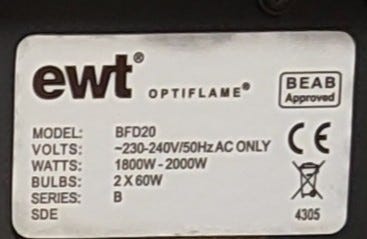 ewt® OPTIFLAME®
BEAB
Approved
MODEL: BFD20
VOLTS: ~230-240V/50Hz AC ONLY
WATTS: 1800W - 2000W
BULBS: 2 X 60W
SERIES: B
SDE
CE
4305